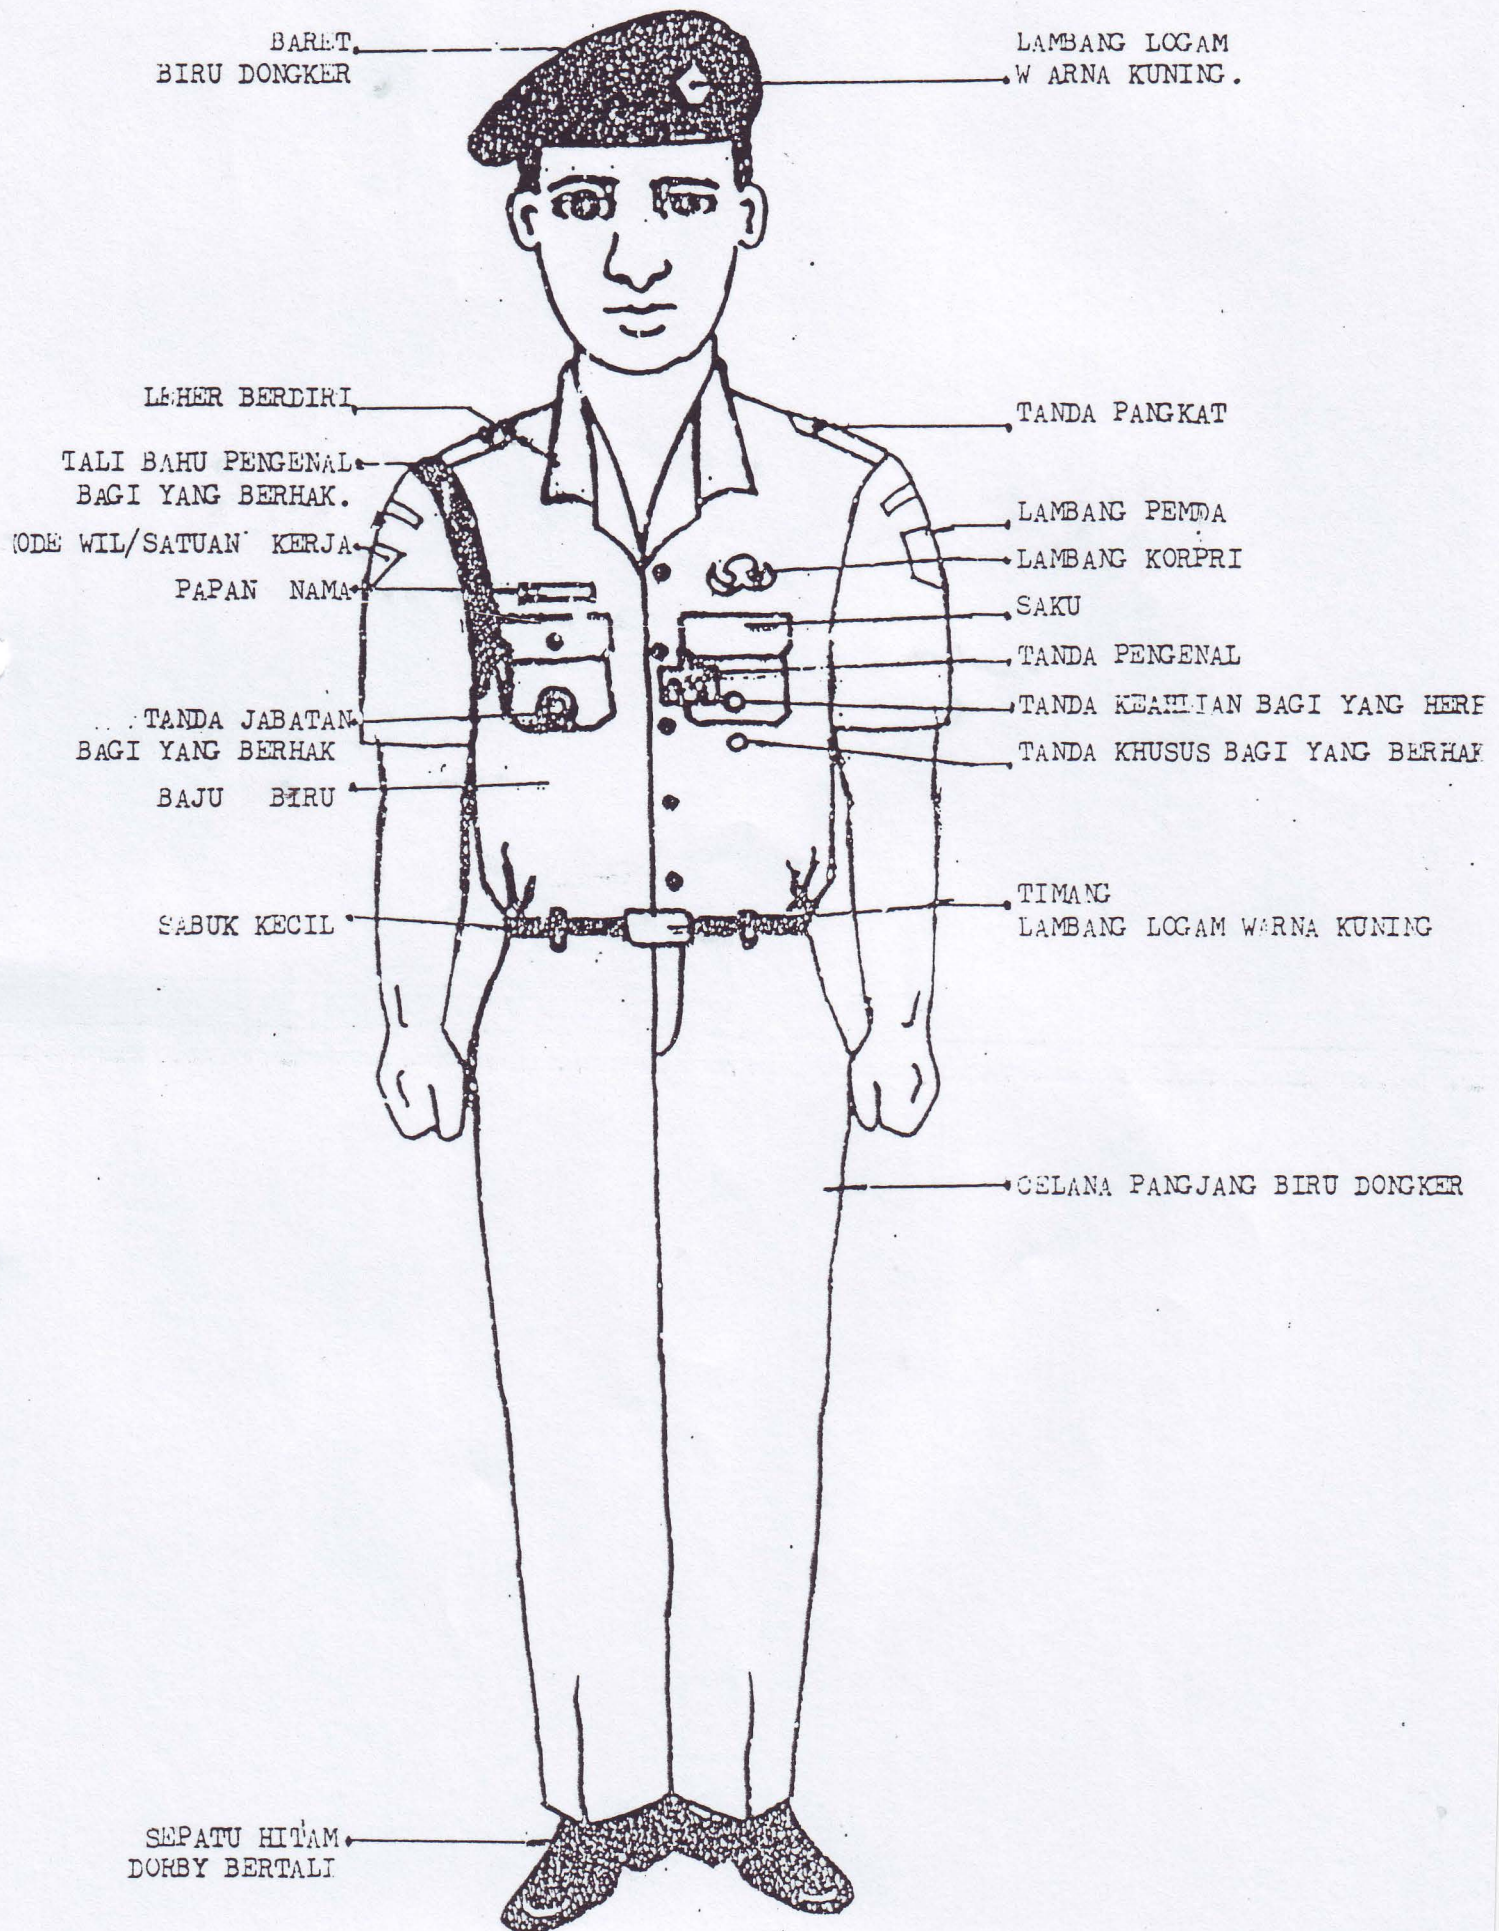 BARET
BIRU DONGKER
LAMBANG LOGAM
W ARNA KUNING.
LEHER BERDIRI
TANDA PANGKAT
TALI BAHU PENGENAL
BAGI YANG BERHAK.
LAMBANG PEMDA
ODE WIL/SATUAN KERJA
LAMBANG KORPRI
PAPAN NAMA
SAKU
TANDA PENGENAL
TANDA KEAHLIAN BAGI YANG
TANDA JABATAN
BAGI YANG BERHAK
TANDA KHUSUS BAGI YANG BERHAK
BAJU BIRU
TIMANG
LAMBANG LOGAM WARNA KUNING
SABUK KECIL
CELANA PANGJANG BIRU DONGKER
SEPATU HITAM
DORBY BERTALI